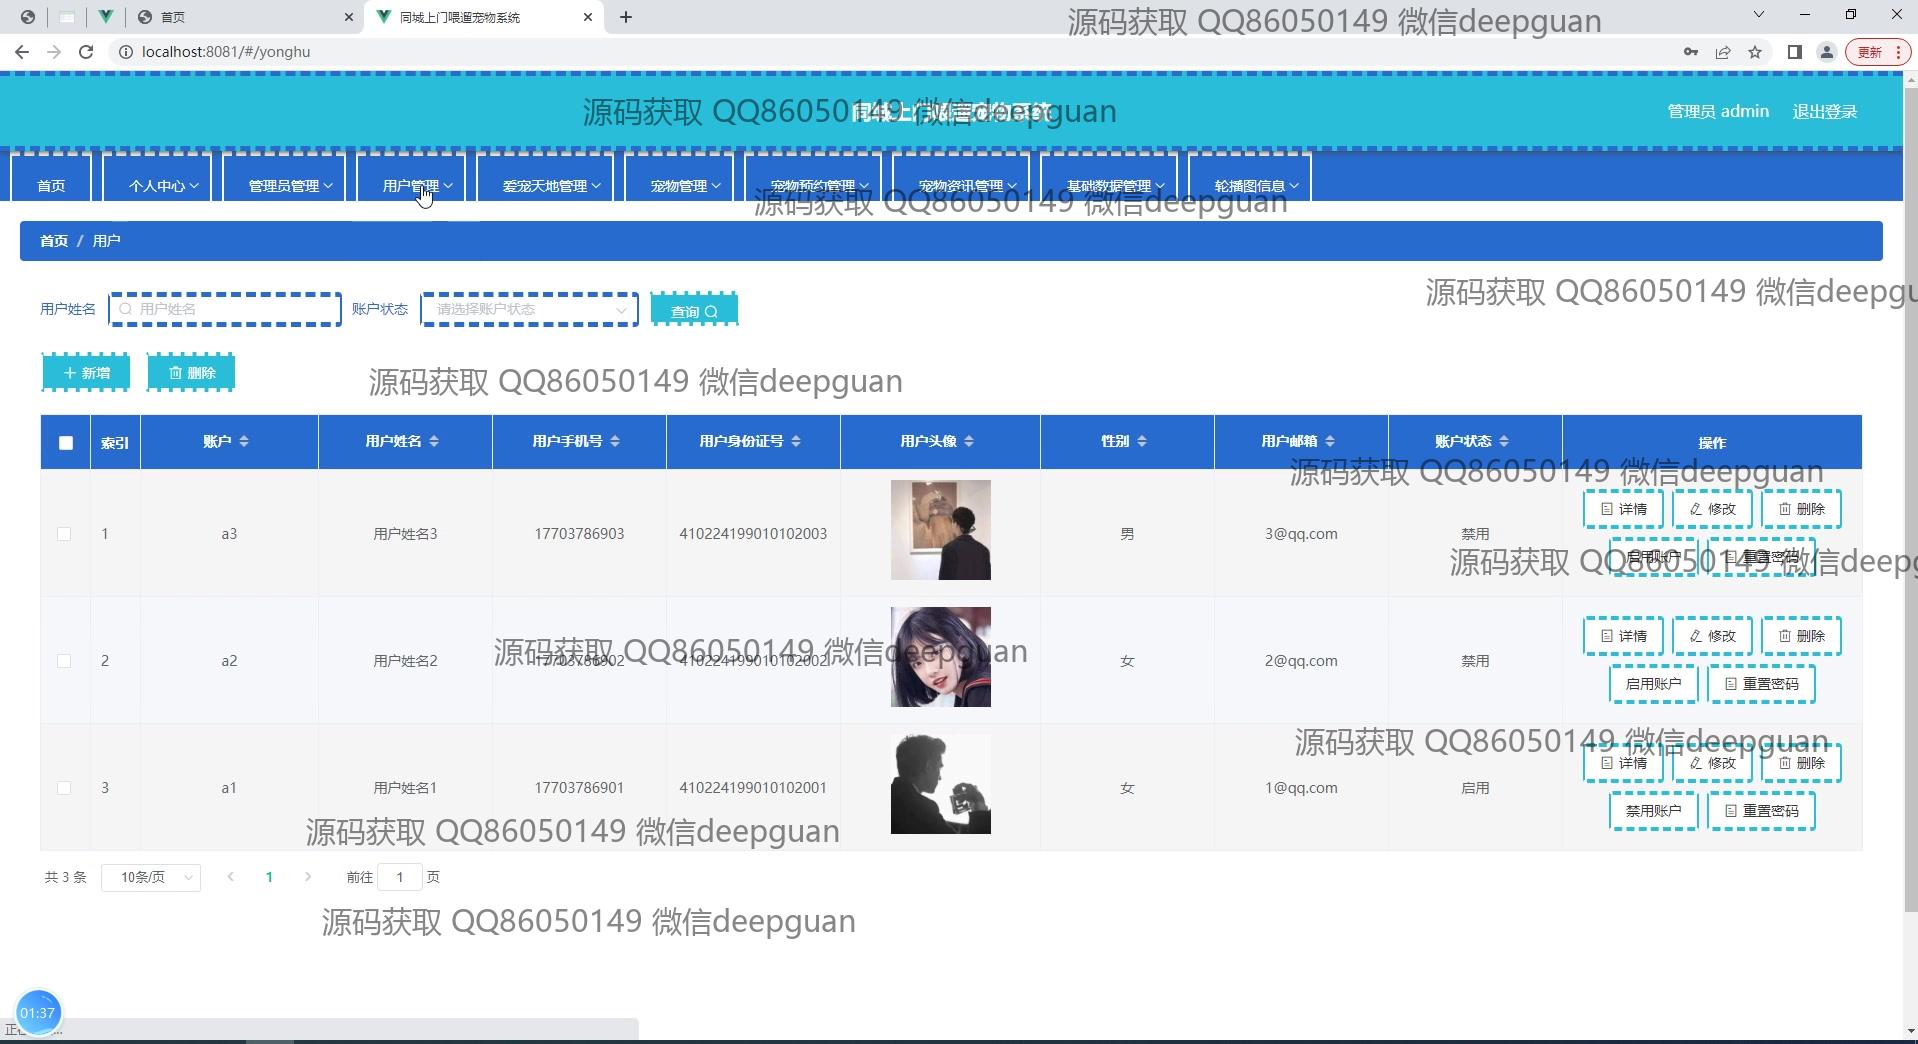 首页
同城上门喂遛宠物系统
源码获取 QQ86050149 微信deepguan
localhost:8081/#/yonghu
更新
源码获取 QQ86050149 微信deepguan
同城上门喂遛宠物系统
管理员 admin
退出登录
首页
个人中心
管理员管理
用户管理
爱宠天地管理
宠物管理
宠物预约管理
宠物资讯管理
基础数据管理
轮播图信息
源码获取 QQ86050149 微信deepguan
首页 / 用户
源码获取 QQ86050149 微信deepgu
用户姓名
用户姓名
账户状态
请选择账户状态
查询
新增
删除
源码获取 QQ86050149 微信deepguan
索引 账户 用户姓名 用户手机号 用户身份证号 用户头像 性别 用户邮箱 账户状态 操作
源码获取 QQ86050149 微信deepguan
1 a3 用户姓名3 17703786903 410224199010102003 男 3@qq.com 禁用
详情 修改 删除
启用账户 重置密码
源码获取 QQ86050149 微信deepg
2 a2 用户姓名2 17703786902 410224199010102002 女 2@qq.com 禁用
详情 修改 删除
启用账户 重置密码
源码获取 QQ86050149 微信deepguan
源码获取 QQ86050149 微信deepguan
3 a1 用户姓名1 17703786901 410224199010102001 女 1@qq.com 启用
详情 修改 删除
禁用账户 重置密码
源码获取 QQ86050149 微信deepguan
共 3 条 10条/页 1 前往 1 页
源码获取 QQ86050149 微信deepguan
01:37